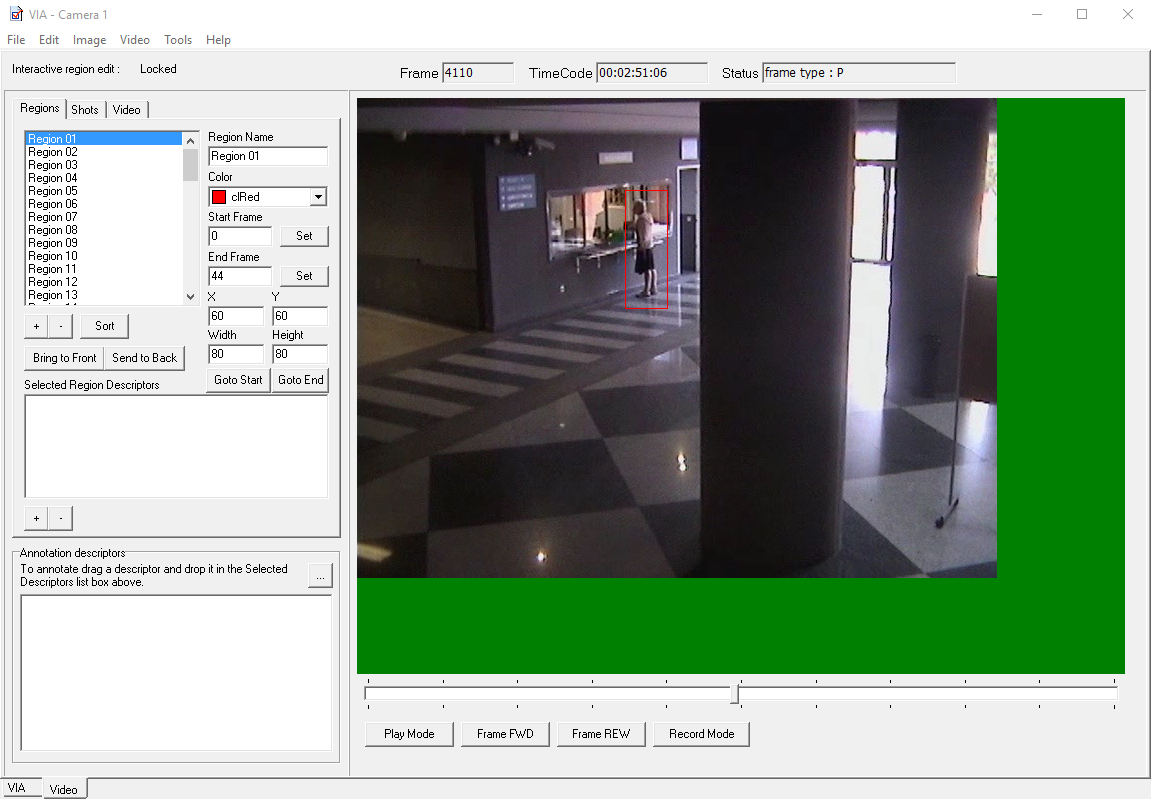 VIA - Camera 1
File Edit Image Video Tools Help
Interactive region edit : Locked
Frame 4110 TimeCode 00:02:51:06 Status frame type : P
Regions Shots Video
Region 01
Region 02
Region 03
Region 04
Region 05
Region 06
Region 07
Region 08
Region 09
Region 10
Region 11
Region 12
Region 13
Region Name
Region 01
Color
clRed
Start Frame
0 Set
End Frame
44 Set
X Y
60 60
Width Height
80 80
Goto Start Goto End
+ - Sort
Bring to Front Send to Back
Selected Region Descriptors
+ -
Annotation descriptors
To annotate drag a descriptor and drop it in the Selected
Descriptors list box above.
...
Play Mode Frame FWD Frame REW Record Mode
VIA Video